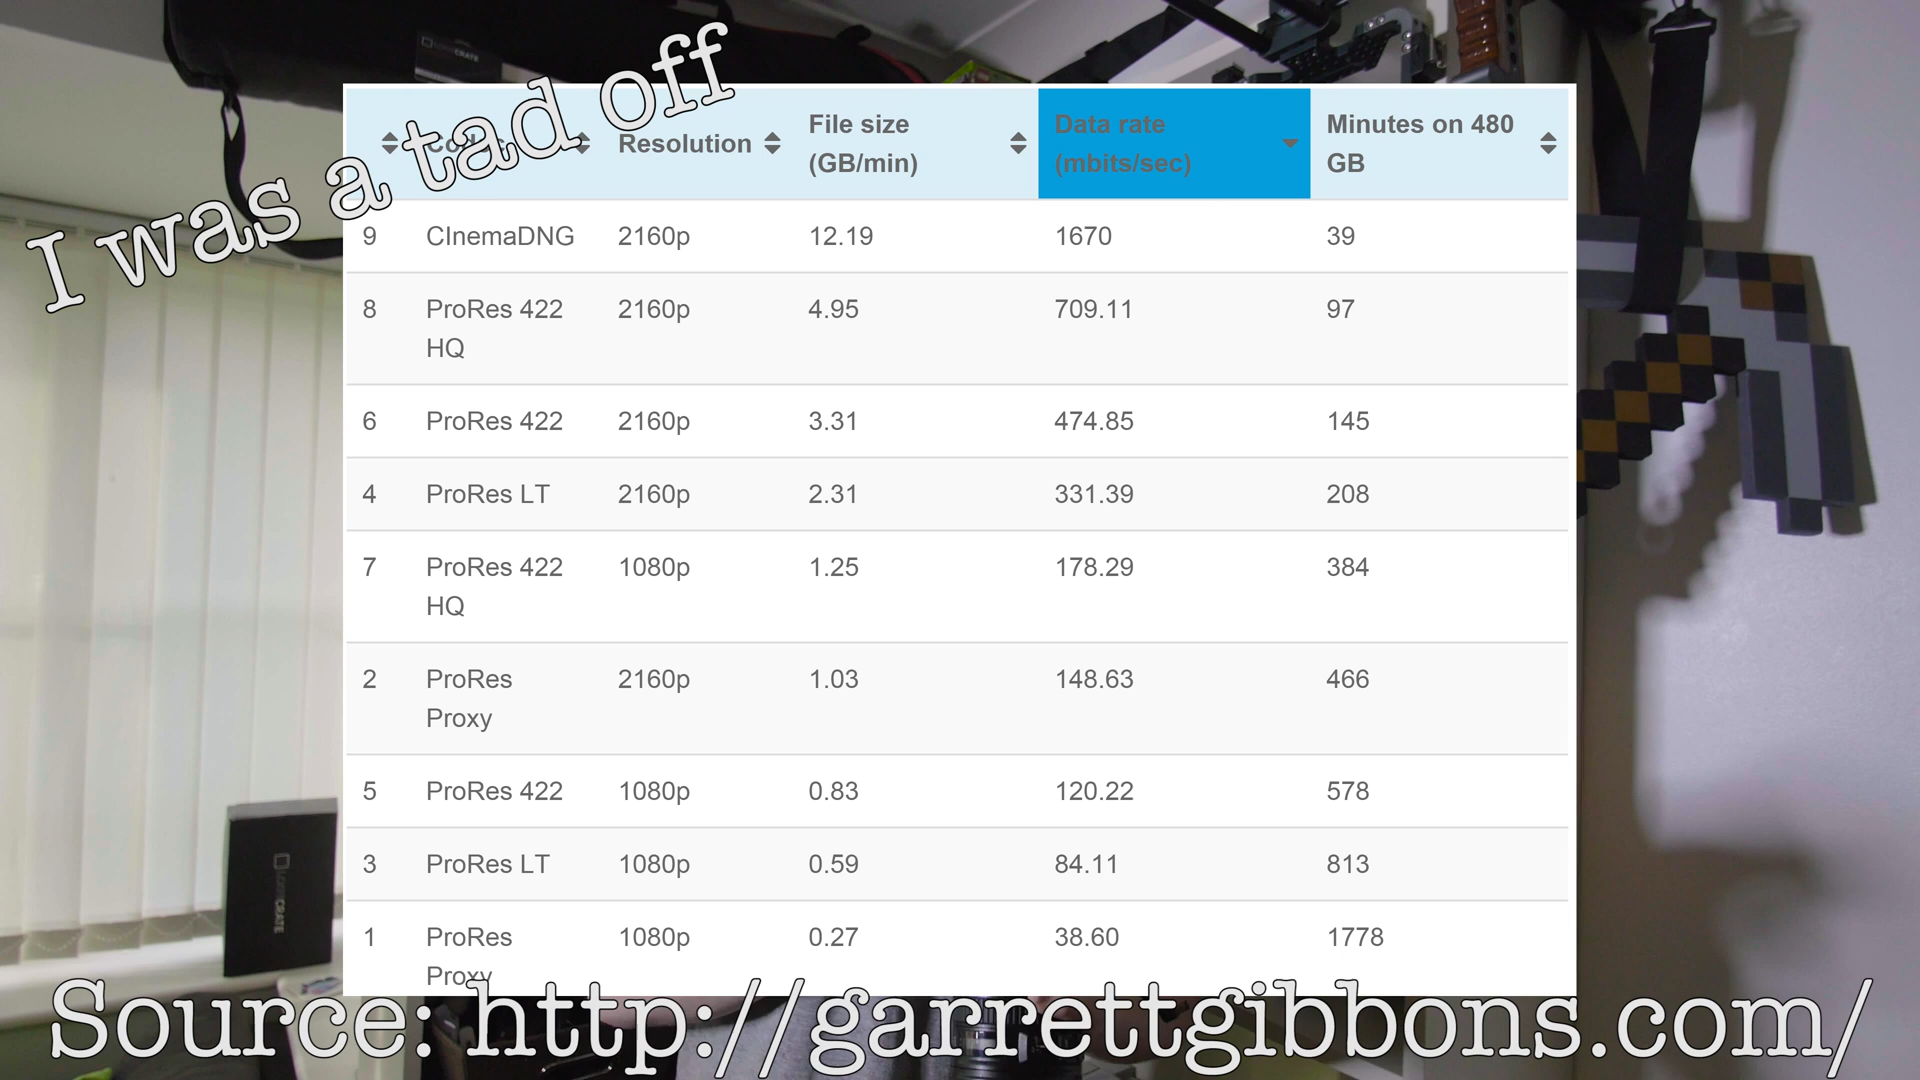 I was a tad off
Codec Resolution File size (GB/min) Data rate (mbits/sec) Minutes on 480 GB
9 CInemaDNG 2160p 12.19 1670 39
8 ProRes 422 HQ 2160p 4.95 709.11 97
6 ProRes 422 2160p 3.31 474.85 145
4 ProRes LT 2160p 2.31 331.39 208
7 ProRes 422 HQ 1080p 1.25 178.29 384
2 ProRes Proxy 2160p 1.03 148.63 466
5 ProRes 422 1080p 0.83 120.22 578
3 ProRes LT 1080p 0.59 84.11 813
1 ProRes Proxy 1080p 0.27 38.60 1778
Source: http://garrettgibbons.com/